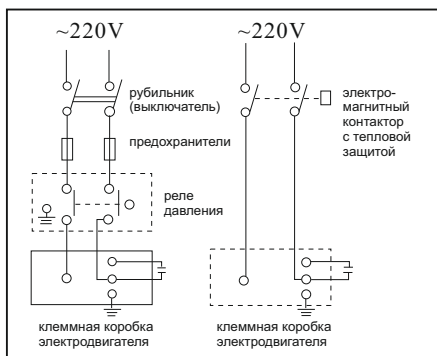 ~220V
рубильник
(выключатель)
предохранители
реле
давления
клеммная коробка
электродвигателя
~220V
электро-
магнитный
контактор
с тепловой
защитой
клеммная коробка
электродвигателя